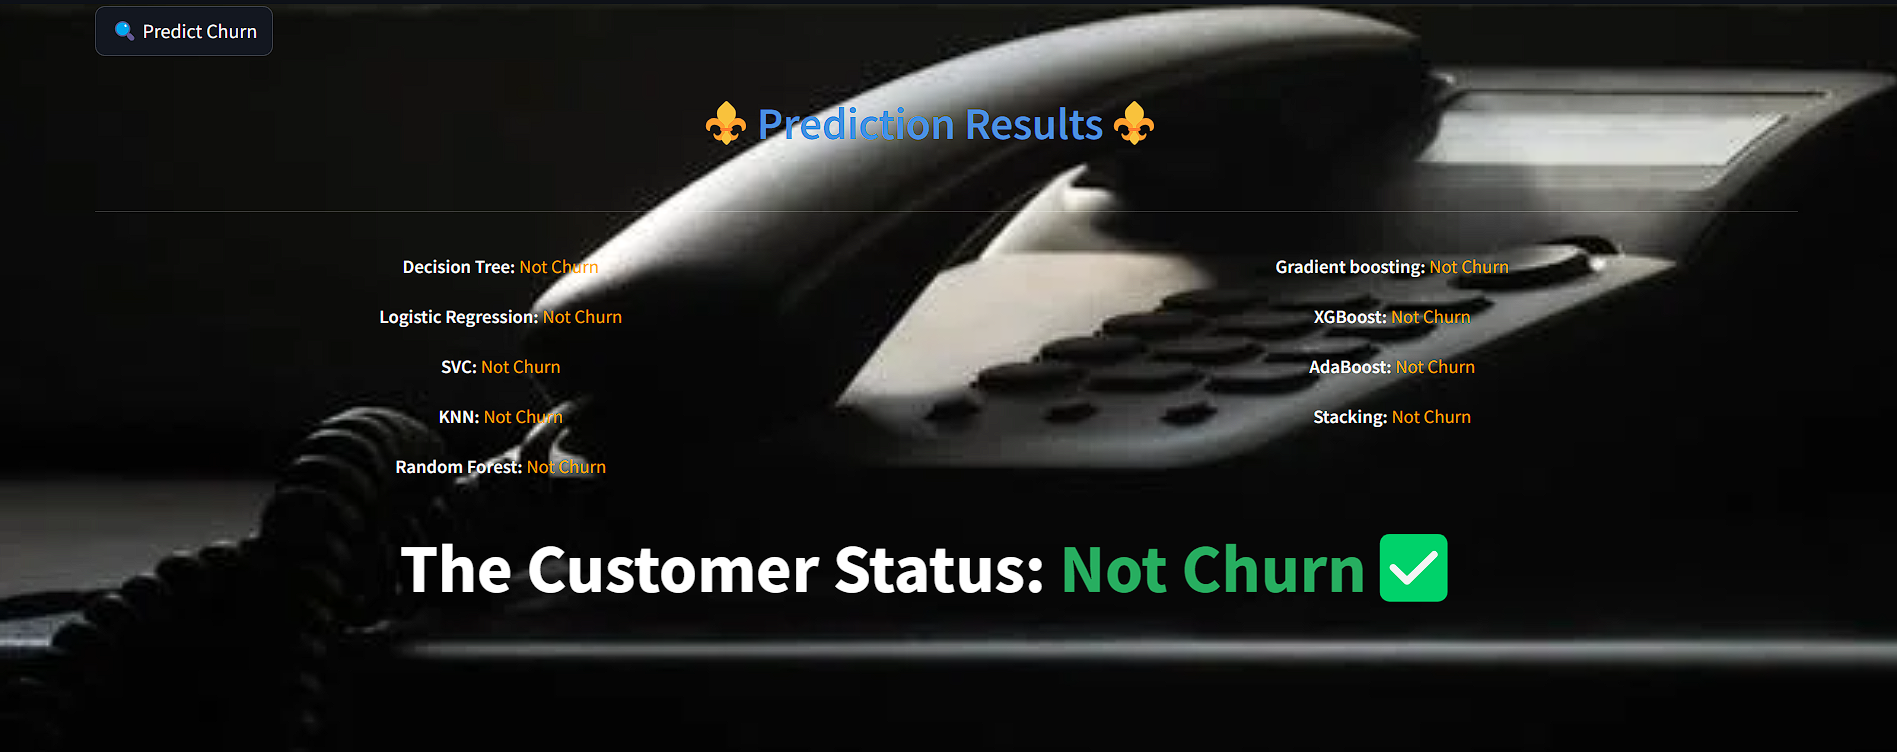 Predict Churn
Prediction Results
Decision Tree: Not Churn
Logistic Regression: Not Churn
SVC: Not Churn
KNN: Not Churn
Random Forest: Not Churn
Gradient boosting: Not Churn
XGBoost: Not Churn
AdaBoost: Not Churn
Stacking: Not Churn
The Customer Status: Not Churn ✅